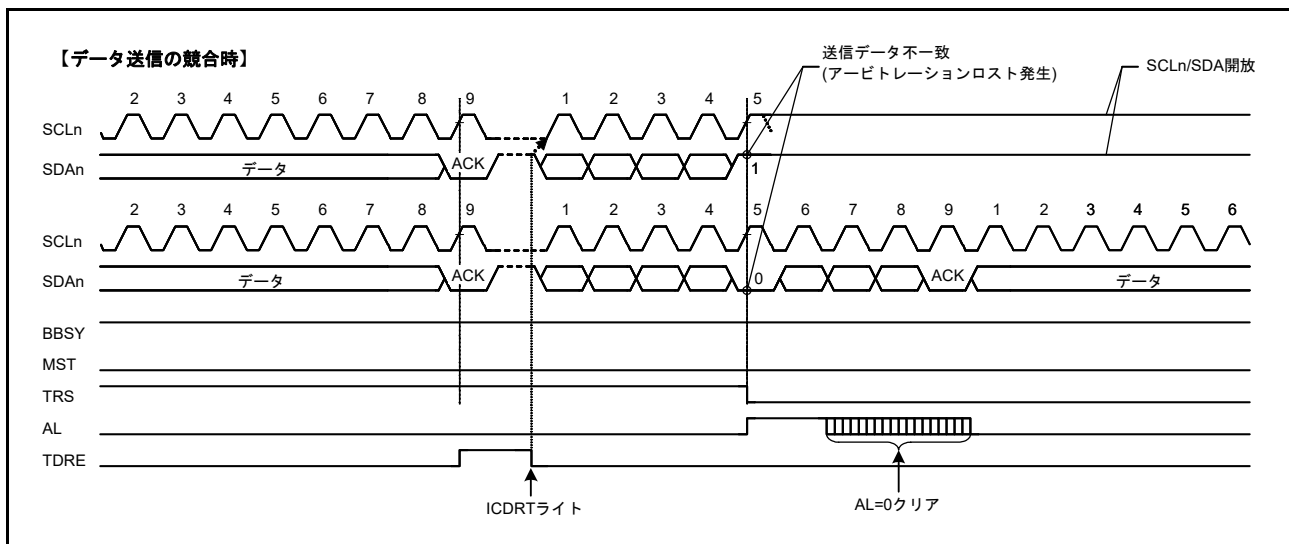 【データ送信の競合時】
送信データ不一致
(アービトレーションロスト発生)
SCLn/SDA開放
2 3 4 5 6 7 8 9 1 2 3 4 5
SCLn
SDAn データ ACK 1
2 3 4 5 6 7 8 9 1 2 3 4 5 6 7 8 9 1 2 3 4 5 6
SCLn
SDAn データ ACK 0 ACK データ
BBSY
MST
TRS
AL
TDRE
ICDRTライト AL=0クリア